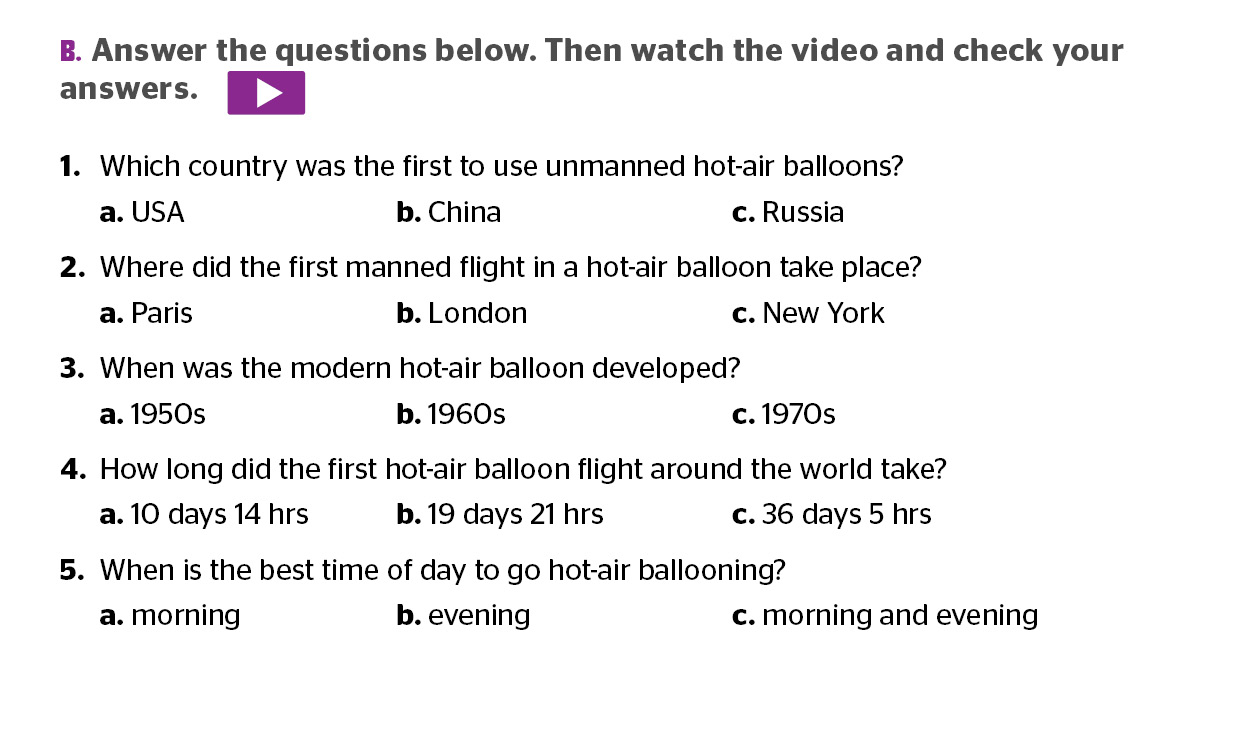 B. Answer the questions below. Then watch the video and check your
answers.
1. Which country was the first to use unmanned hot-air balloons?
a. USA b. China c. Russia
2. Where did the first manned flight in a hot-air balloon take place?
a. Paris b. London c. New York
3. When was the modern hot-air balloon developed?
a. 1950s b. 1960s c. 1970s
4. How long did the first hot-air balloon flight around the world take?
a. 10 days 14 hrs b. 19 days 21 hrs c. 36 days 5 hrs
5. When is the best time of day to go hot-air ballooning?
a. morning b. evening c. morning and evening